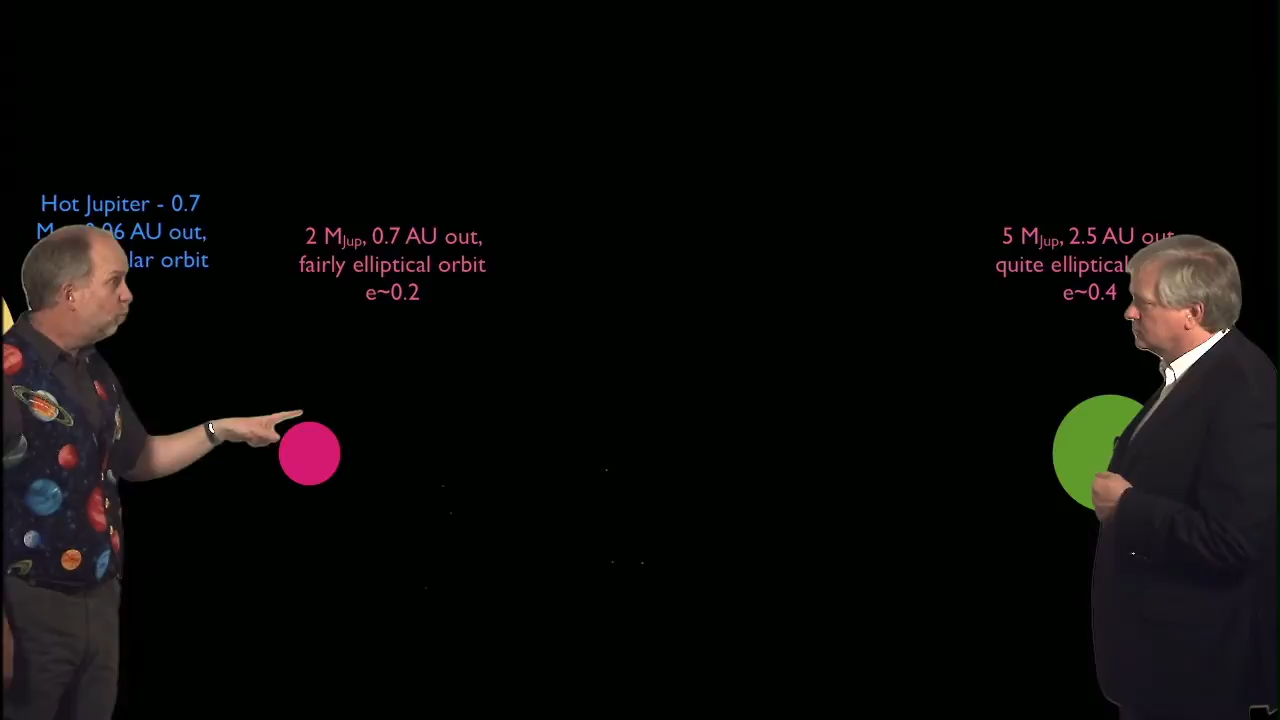 Hot Jupiter - 0.7
AU out,
orbit
2 MJup, 0.7 AU out,
fairly elliptical orbit
e~0.2
5 MJup, 2.5 AU out
quite elliptical
e~0.4